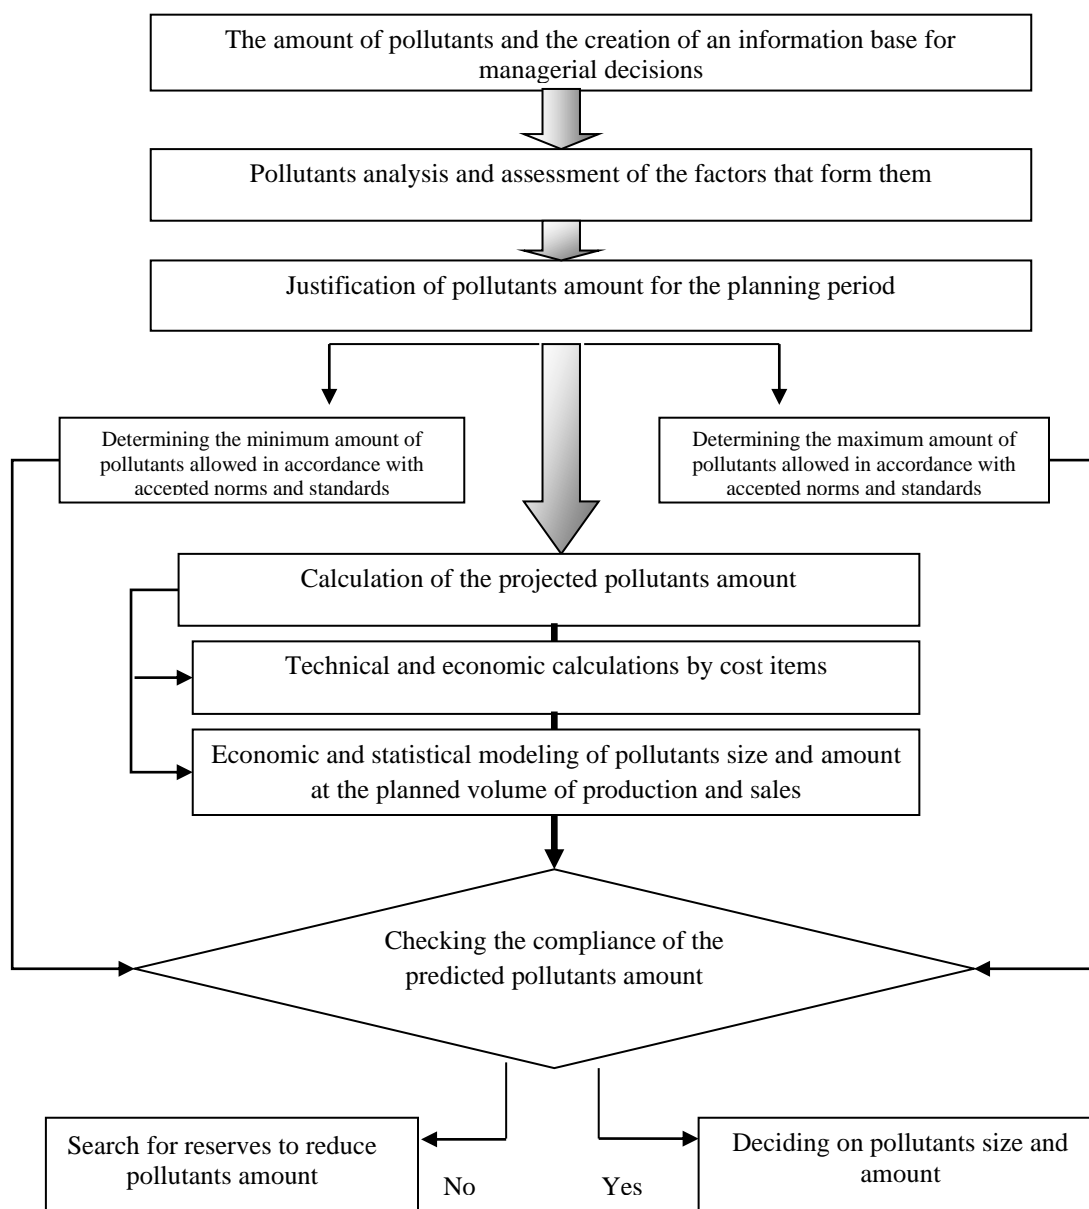 The amount of pollutants and the creation of an information base for
managerial decisions
Pollutants analysis and assessment of the factors that form them
Justification of pollutants amount for the planning period
Determining the minimum amount of
pollutants allowed in accordance with
accepted norms and standards
Determining the maximum amount of
pollutants allowed in accordance with
accepted norms and standards
Calculation of the projected pollutants amount
Technical and economic calculations by cost items
Economic and statistical modeling of pollutants size and amount
at the planned volume of production and sales
Checking the compliance of the
predicted pollutants amount
Search for reserves to reduce
pollutants amount
No
Yes
Deciding on pollutants size and
amount